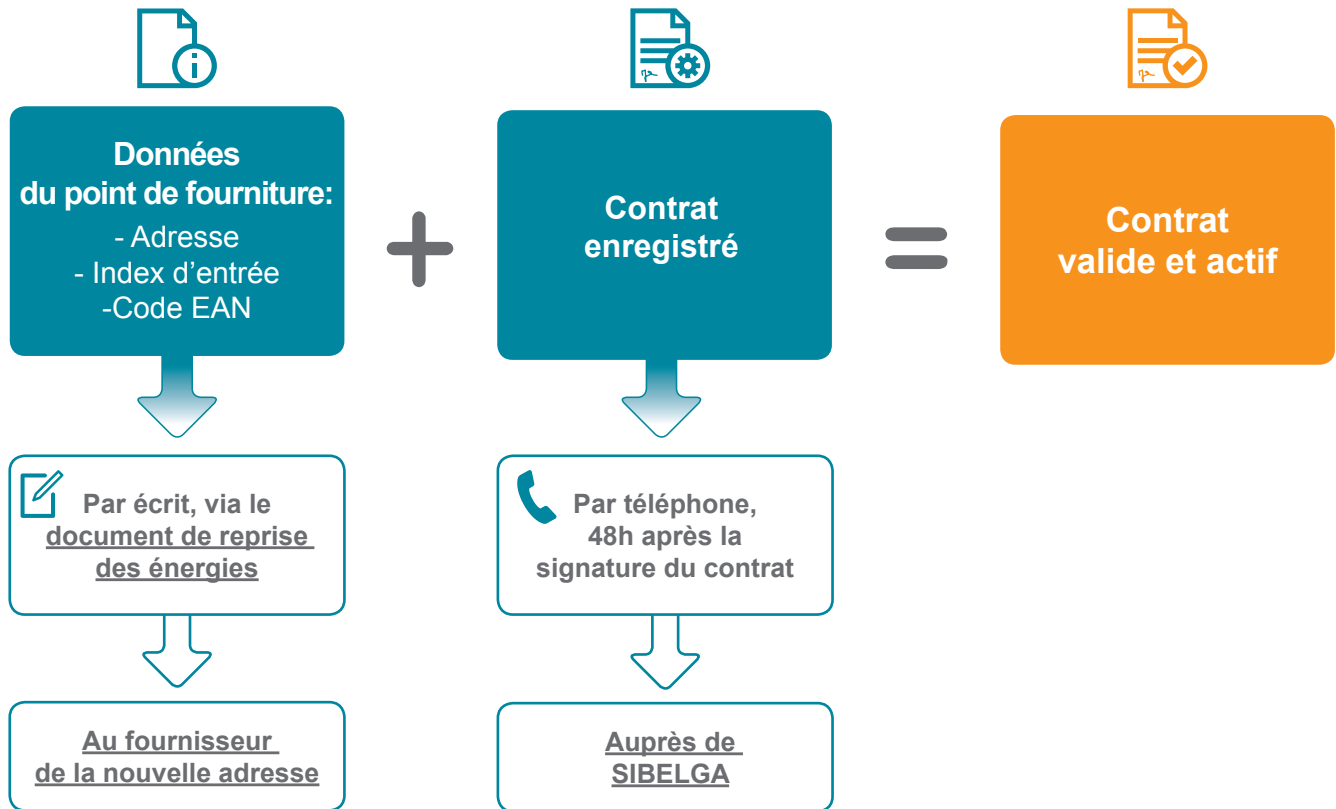 Données
du point de fourniture:
- Adresse
- Index d'entrée
-Code EAN
+
Contrat
enregistré
=
Contrat
valide et actif
Par écrit, via le
document de reprise
des énergies
Par téléphone,
48h après la
signature du contrat
Au fournisseur
de la nouvelle adresse
Auprès de
SIBELGA